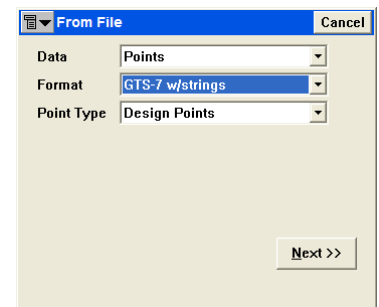 From File Cancel
Data Points
Format GTS-7 w/strings
Point Type Design Points
Next >>